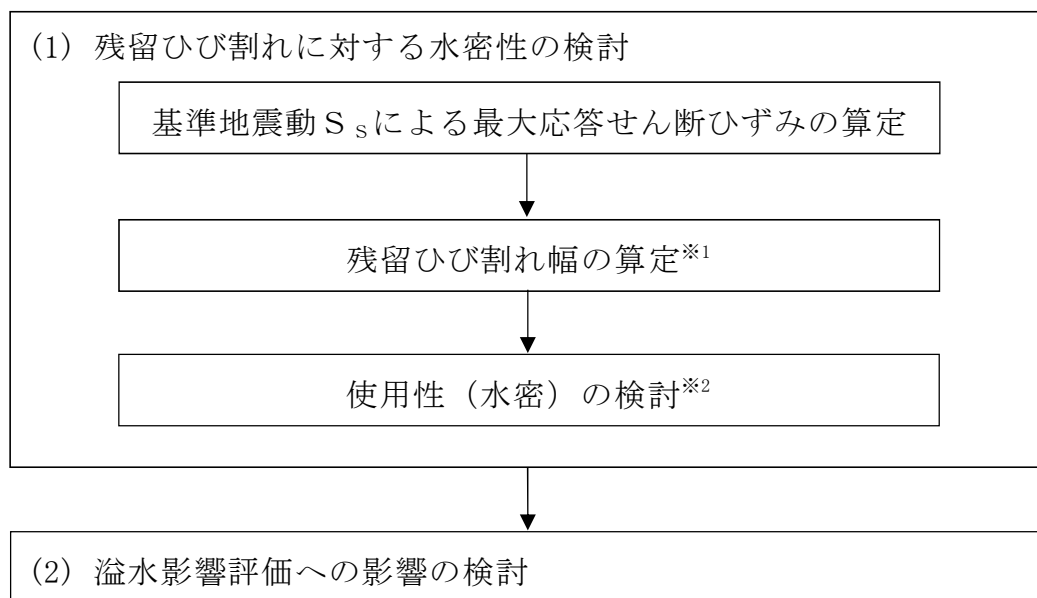 (1) 残留ひび割れに対する水密性の検討
基準地震動Ｓｓによる最大応答せん断ひずみの算定
残留ひび割れ幅の算定※1
使用性（水密）の検討※2
(2) 溢水影響評価への影響の検討